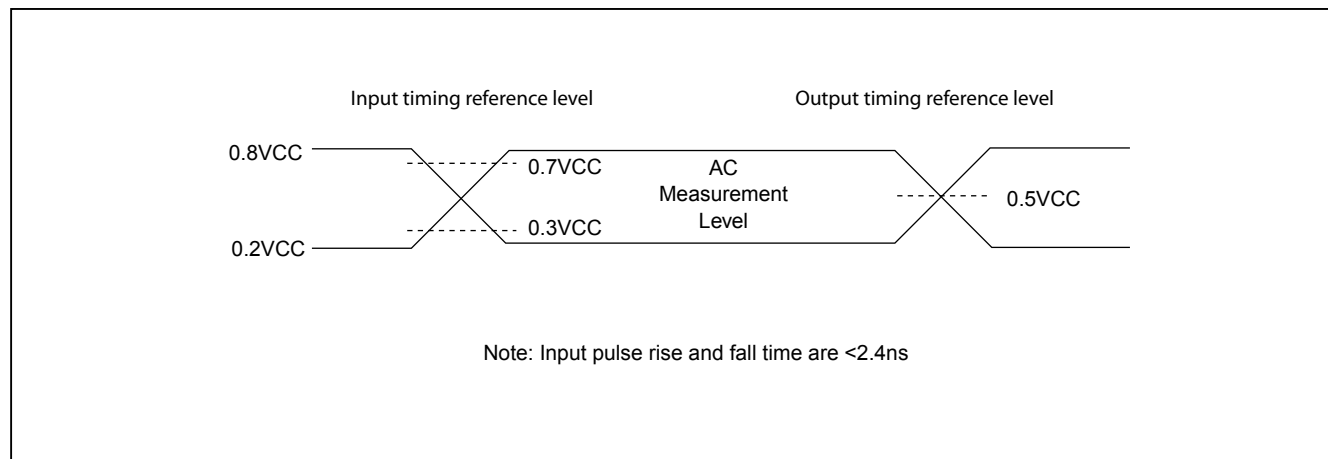 Input timing reference level
Output timing reference level
0.8VCC
0.7VCC
AC
Measurement
Level
0.5VCC
0.3VCC
0.2VCC
Note: Input pulse rise and fall time are <2.4ns